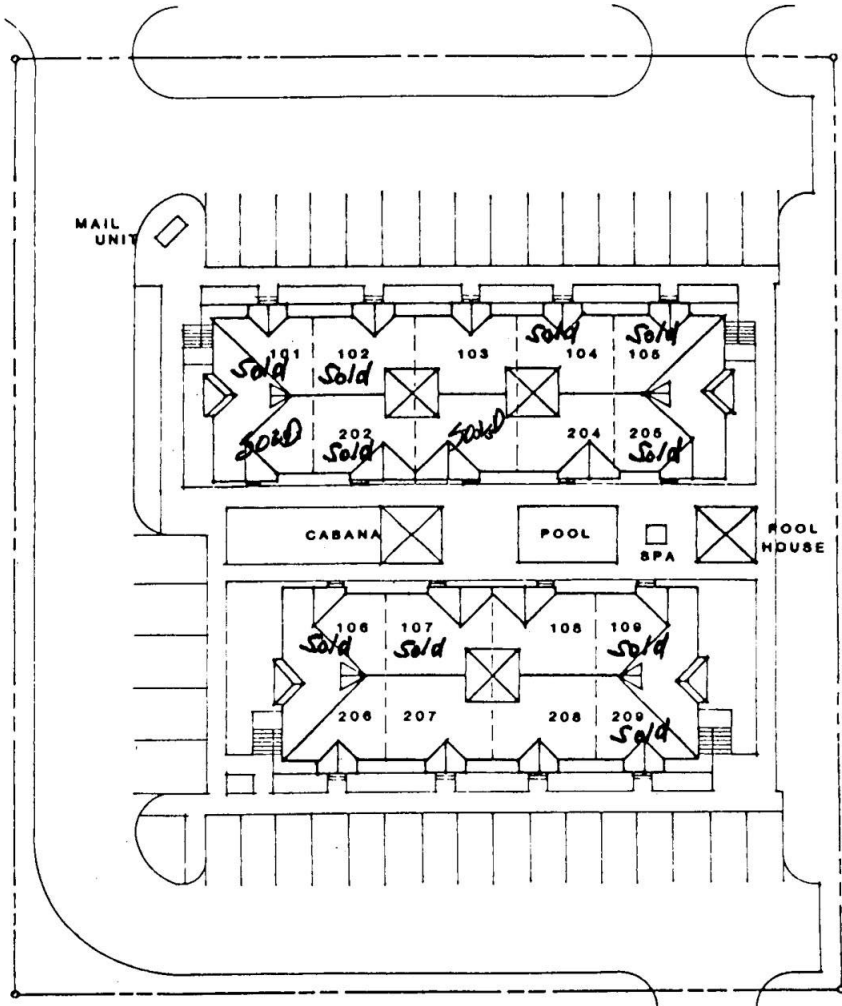 MAIL
UNIT
Sold Sold
101 102 103 104 105
Sold Sold
SOLD 202 SOLD 204 205
Sold Sold
CABANA POOL SPA POOL
HOUSE
106 107 108 109
Sold Sold Sold
206 207 208 209
Sold